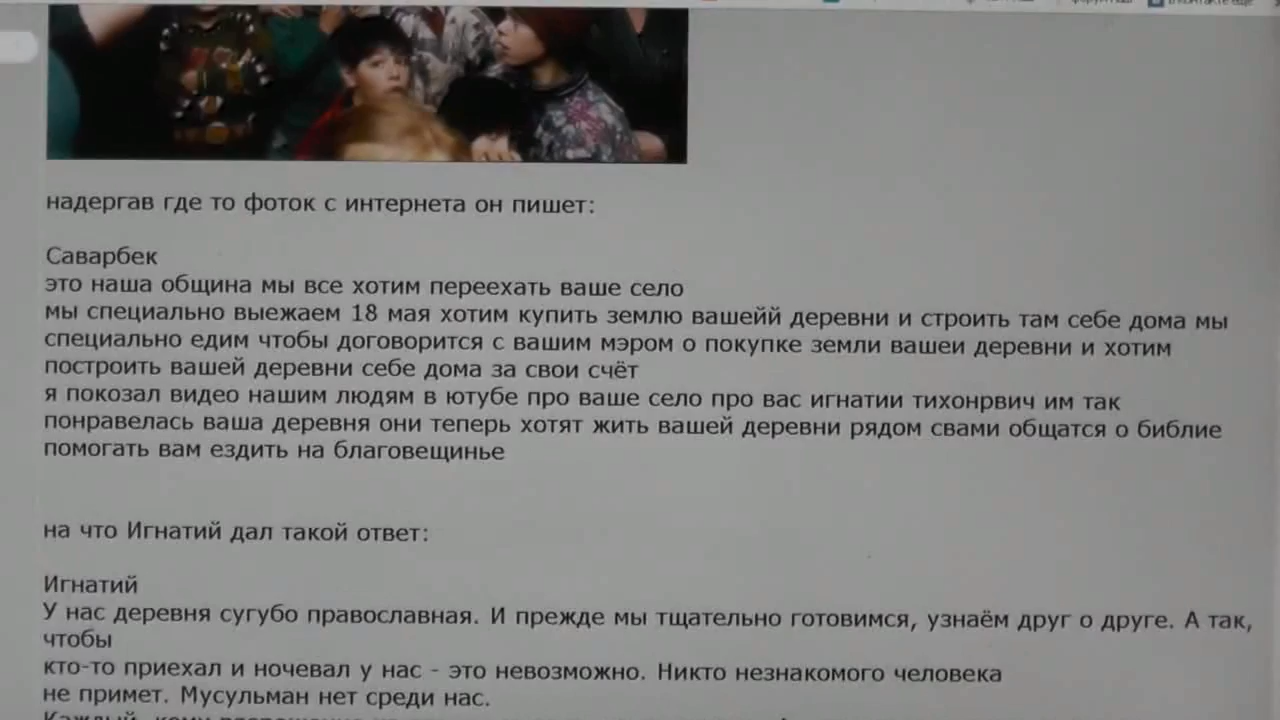 надергав где то фоток с интернета он пишет:
Саварбек
это наша община мы все хотим переехать ваше село
мы специально выежаем 18 мая хотим купить землю вашейй деревни и строить там себе дома мы
специально едим чтобы договорится с вашим мэром о покупке земли вашеи деревни и хотим
построить вашей деревни себе дома за свои счёт
я покозал видео нашим людям в ютубе про ваше село про вас игнатии тихонрвич им так
понравелась ваша деревня они теперь хотят жить вашей деревни рядом свами общатся о библие
помогать вам ездить на благовещинье
на что Игнатий дал такой ответ:
Игнатий
У нас деревня сугубо православная. И прежде мы тщательно готовимся, узнаём друг о друге. А так,
чтобы
кто-то приехал и ночевал у нас - это невозможно. Никто незнакомого человека
не примет. Мусульман нет среди нас.